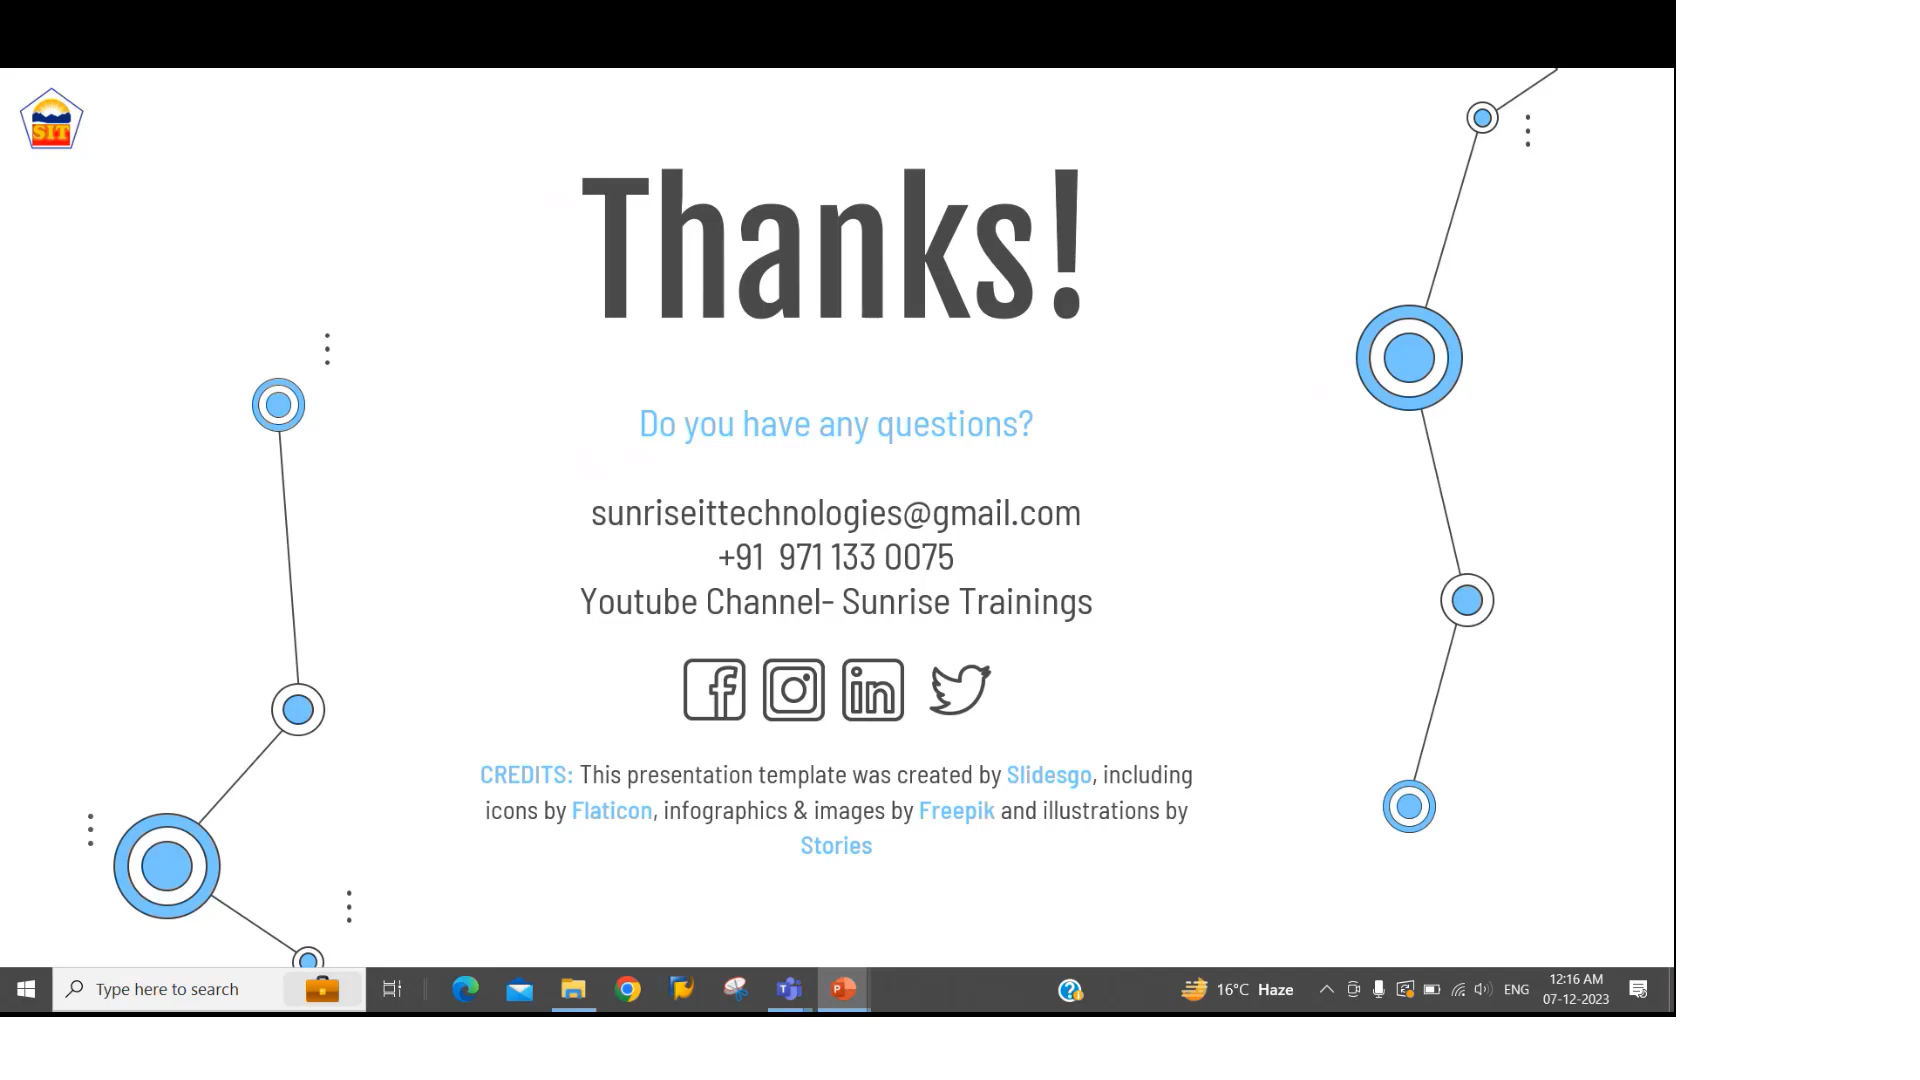 SIT
Thanks!
Do you have any questions?
sunriseittechnologies@gmail.com
+91  971 133 0075
Youtube Channel- Sunrise Trainings
CREDITS: This presentation template was created by Slidesgo, including
icons by Flaticon, infographics & images by Freepik and illustrations by
Stories
Type here to search
16°C Haze
ENG
12:16 AM
07-12-2023